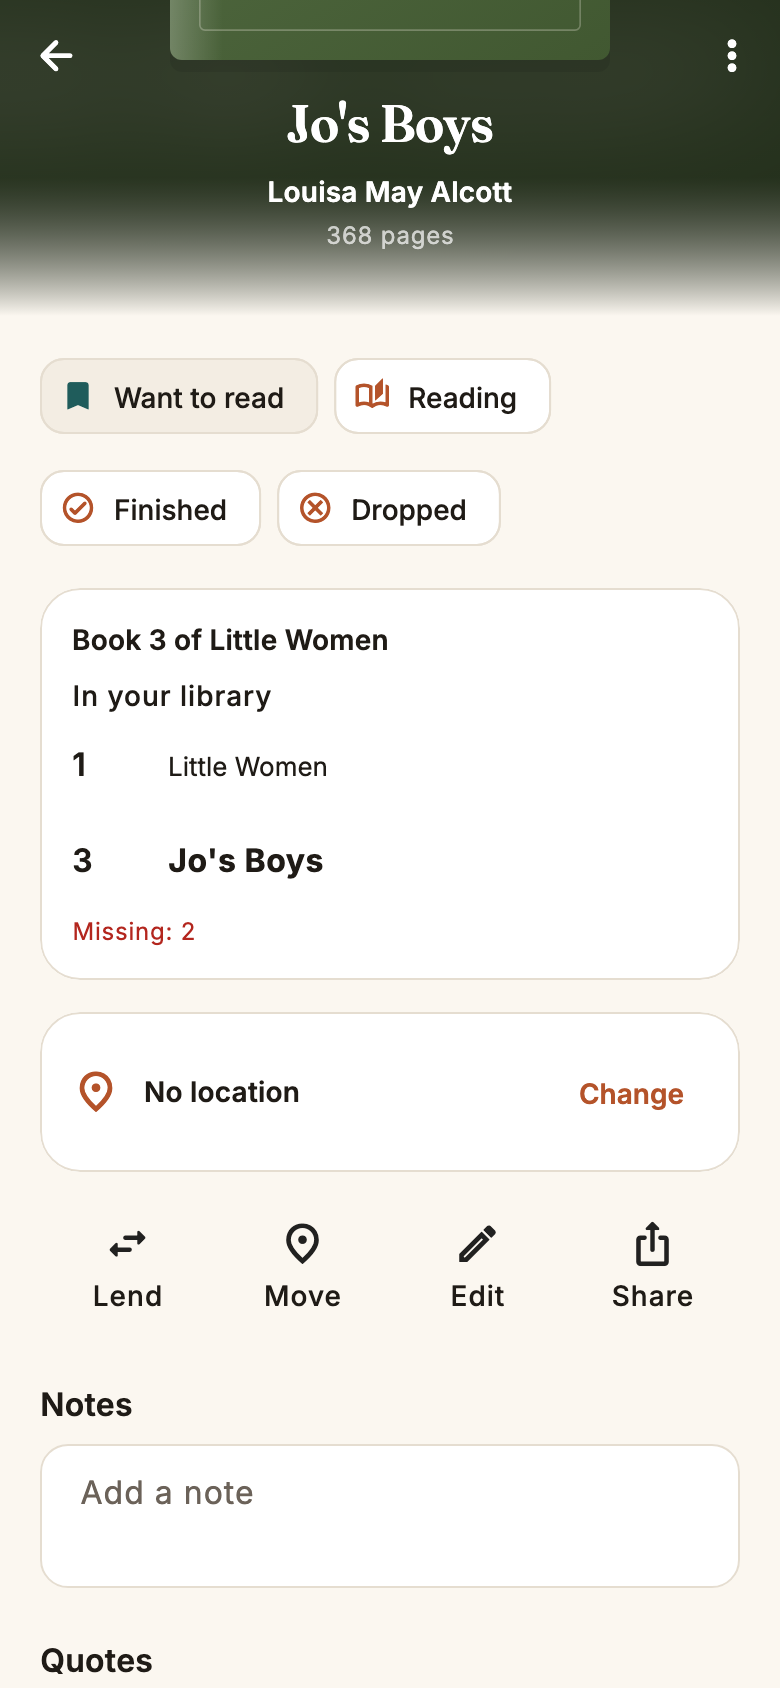 Jo's Boys
Louisa May Alcott
368 pages
Want to read
Reading
Finished
Dropped
Book 3 of Little Women
In your library
1 Little Women
3 Jo's Boys
Missing: 2
No location
Change
Lend
Move
Edit
Share
Notes
Add a note
Quotes